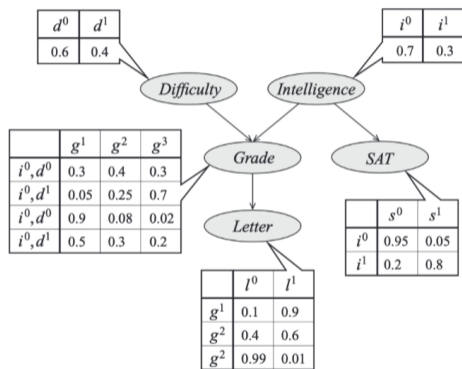 d⁰ d¹
0.6 0.4
i⁰ i¹
0.7 0.3
Difficulty
Intelligence
g¹ g² g³
i⁰,d⁰ 0.3 0.4 0.3
i⁰,d¹ 0.05 0.25 0.7
i⁰,d⁰ 0.9 0.08 0.02
i⁰,d¹ 0.5 0.3 0.2
Grade
SAT
Letter
s⁰ s¹
i⁰ 0.95 0.05
i¹ 0.2 0.8
l⁰ l¹
g¹ 0.1 0.9
g² 0.4 0.6
g² 0.99 0.01